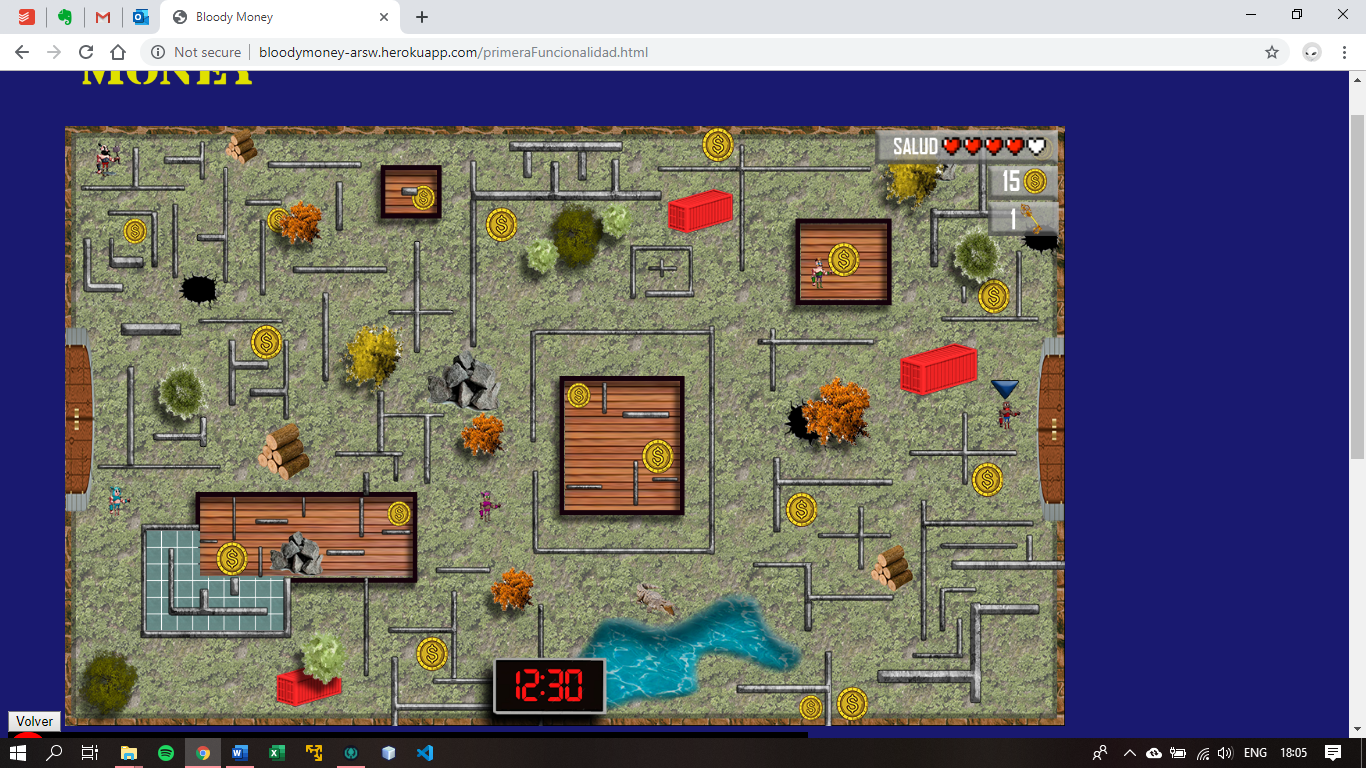 Bloody Money
Not secure | bloodymoney-arsw.herokuapp.com/primeraFuncionalidad.html
MONEY
SALUD
15
1
12:30
Volver
ENG 18:05